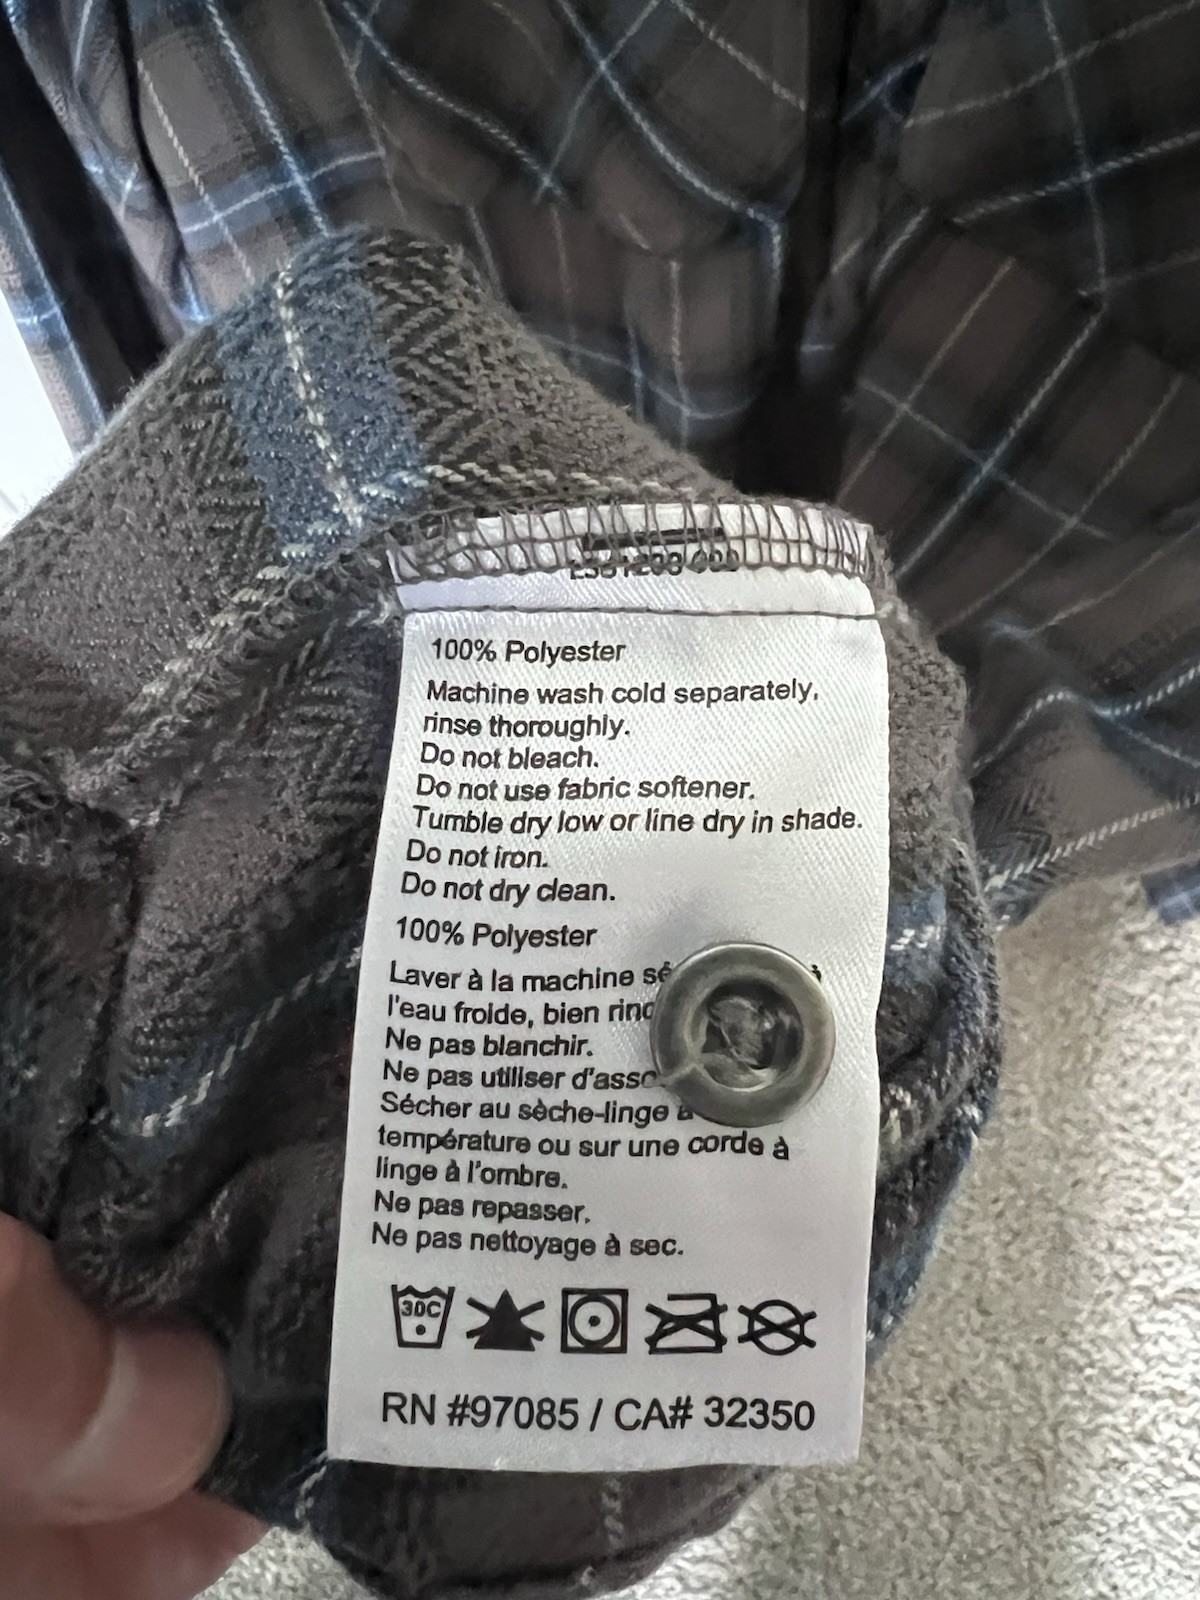 100% Polyester
Machine wash cold separately,
rinse thoroughly.
Do not bleach.
Do not use fabric softener.
Tumble dry low or line dry in shade.
Do not iron.
Do not dry clean.
100% Polyester
Laver à la machine
l'eau froide, bien
Ne pas blanchir.
Ne pas utiliser
Sécher au sèche-linge
température ou sur une corde à
linge à l'ombre.
Ne pas repasser.
Ne pas nettoyage à sec.
30C
RN #97085 / CA# 32350